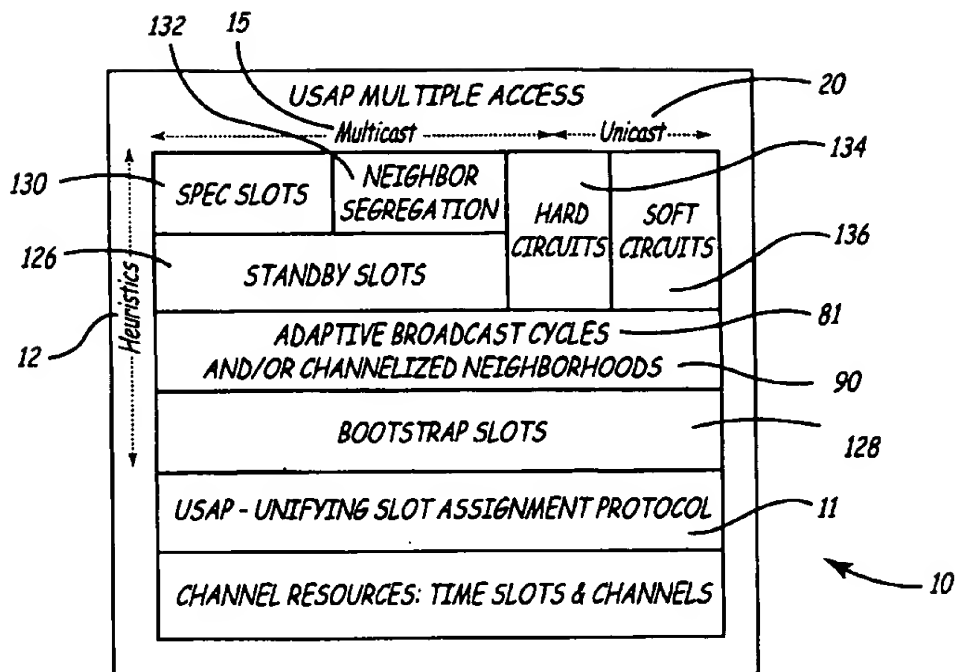 132
15
USAP MULTIPLE ACCESS
20
Multicast
Unicast
134
130
SPEC SLOTS
NEIGHBOR
SEGREGATION
HARD
CIRCUITS
SOFT
CIRCUITS
136
126
STANDBY SLOTS
Heuristics
12
ADAPTIVE BROADCAST CYCLES
81
AND/OR CHANNELIZED NEIGHBORHOODS
90
BOOTSTRAP SLOTS
128
USAP - UNIFYING SLOT ASSIGNMENT PROTOCOL
11
CHANNEL RESOURCES: TIME SLOTS & CHANNELS
10